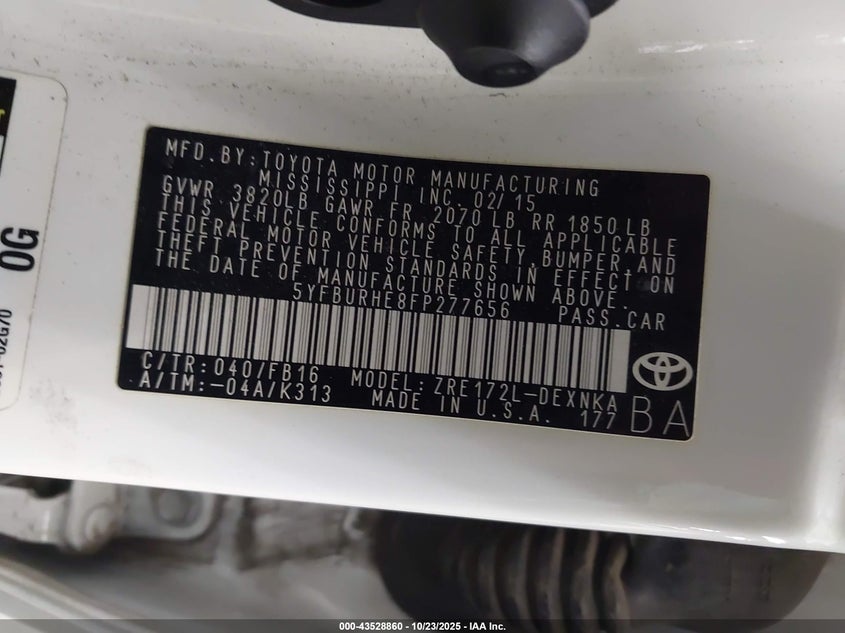 MFD.BY:TOYOTA MOTOR MANUFACTURING
MISSISSIPPI INC. 02/15
GVWR 3820LB GAWR FR 2070 LB RR 1850 LB
THIS VEHICLE CONFORMS TO ALL APPLICABLE
FEDERAL MOTOR VEHICLE SAFETY, BUMPER, AND
THEFT PREVENTION STANDARDS IN EFFECT ON
THE DATE OF MANUFACTURE SHOWN ABOVE.
5YFBURHE8FP277656 PASS.CAR
C/TR: 040/FB16 MODEL: ZRE172L-DEXNKA
A/TM:-04A/K313 MADE IN U.S.A. 177 BA
0G
02G70
000-43528860 - 10/23/2025 - IAA Inc.